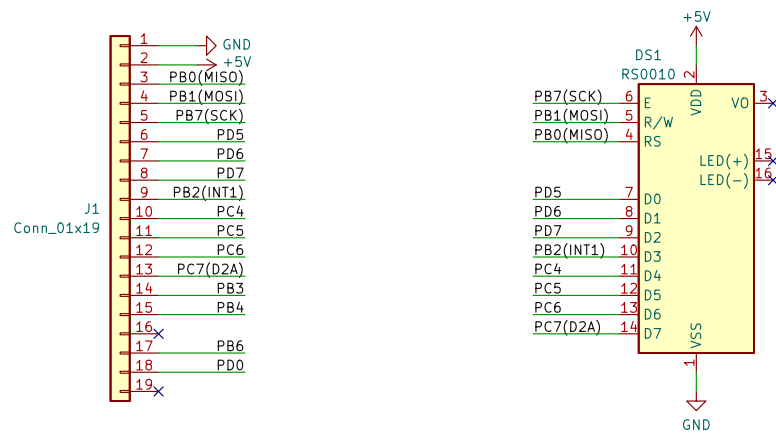 1 GND
2 +5V
3 PB0(MISO)
4 PB1(MOSI)
5 PB7(SCK)
6 PD5
7 PD6
8 PD7
9 PB2(INT1)
10 PC4
11 PC5
12 PC6
13 PC7(D2A)
14 PB3
15 PB4
16
17 PB6
18 PD0
19
J1
Conn_01x19
+5V
DS1
RS0010
2
VDD
PB7(SCK) 6 E
PB1(MOSI) 5 R/W
PB0(MISO) 4 RS
PD5 7 D0
PD6 8 D1
PD7 9 D2
PB2(INT1) 10 D3
PC4 11 D4
PC5 12 D5
PC6 13 D6
PC7(D2A) 14 D7
VO 3
LED(+) 15
LED(-) 16
VSS
1
GND